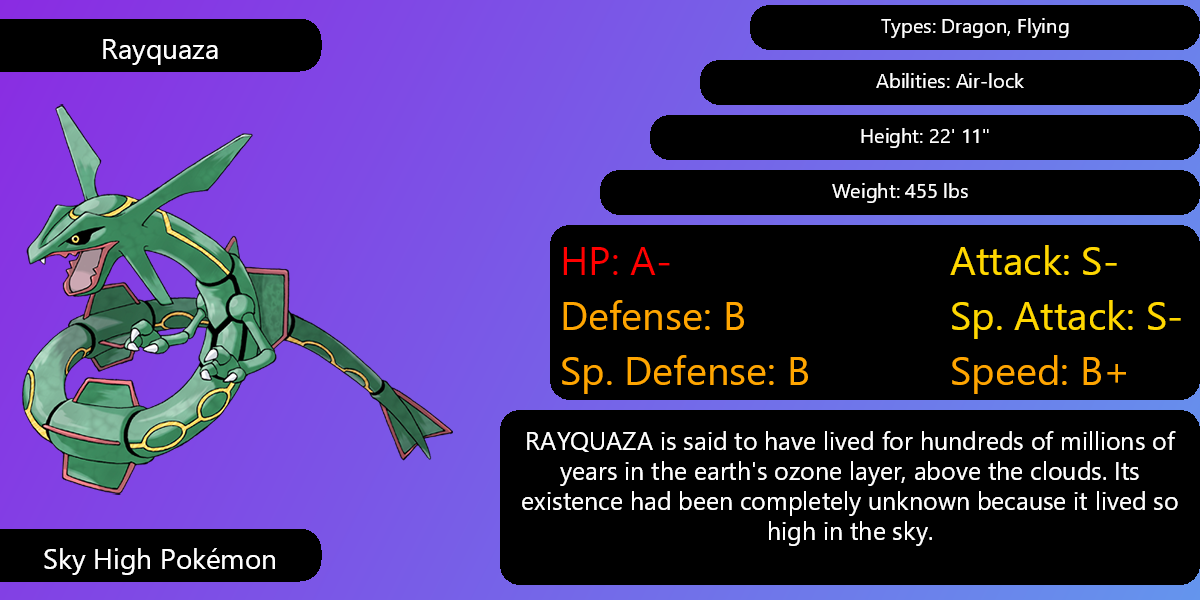 Rayquaza
Types: Dragon, Flying
Abilities: Air-lock
Height: 22' 11"
Weight: 455 lbs
HP: A-
Attack: S-
Defense: B
Sp. Attack: S-
Sp. Defense: B
Speed: B+
RAYQUAZA is said to have lived for hundreds of millions of
years in the earth's ozone layer, above the clouds. Its
existence had been completely unknown because it lived so
high in the sky.
Sky High Pokémon